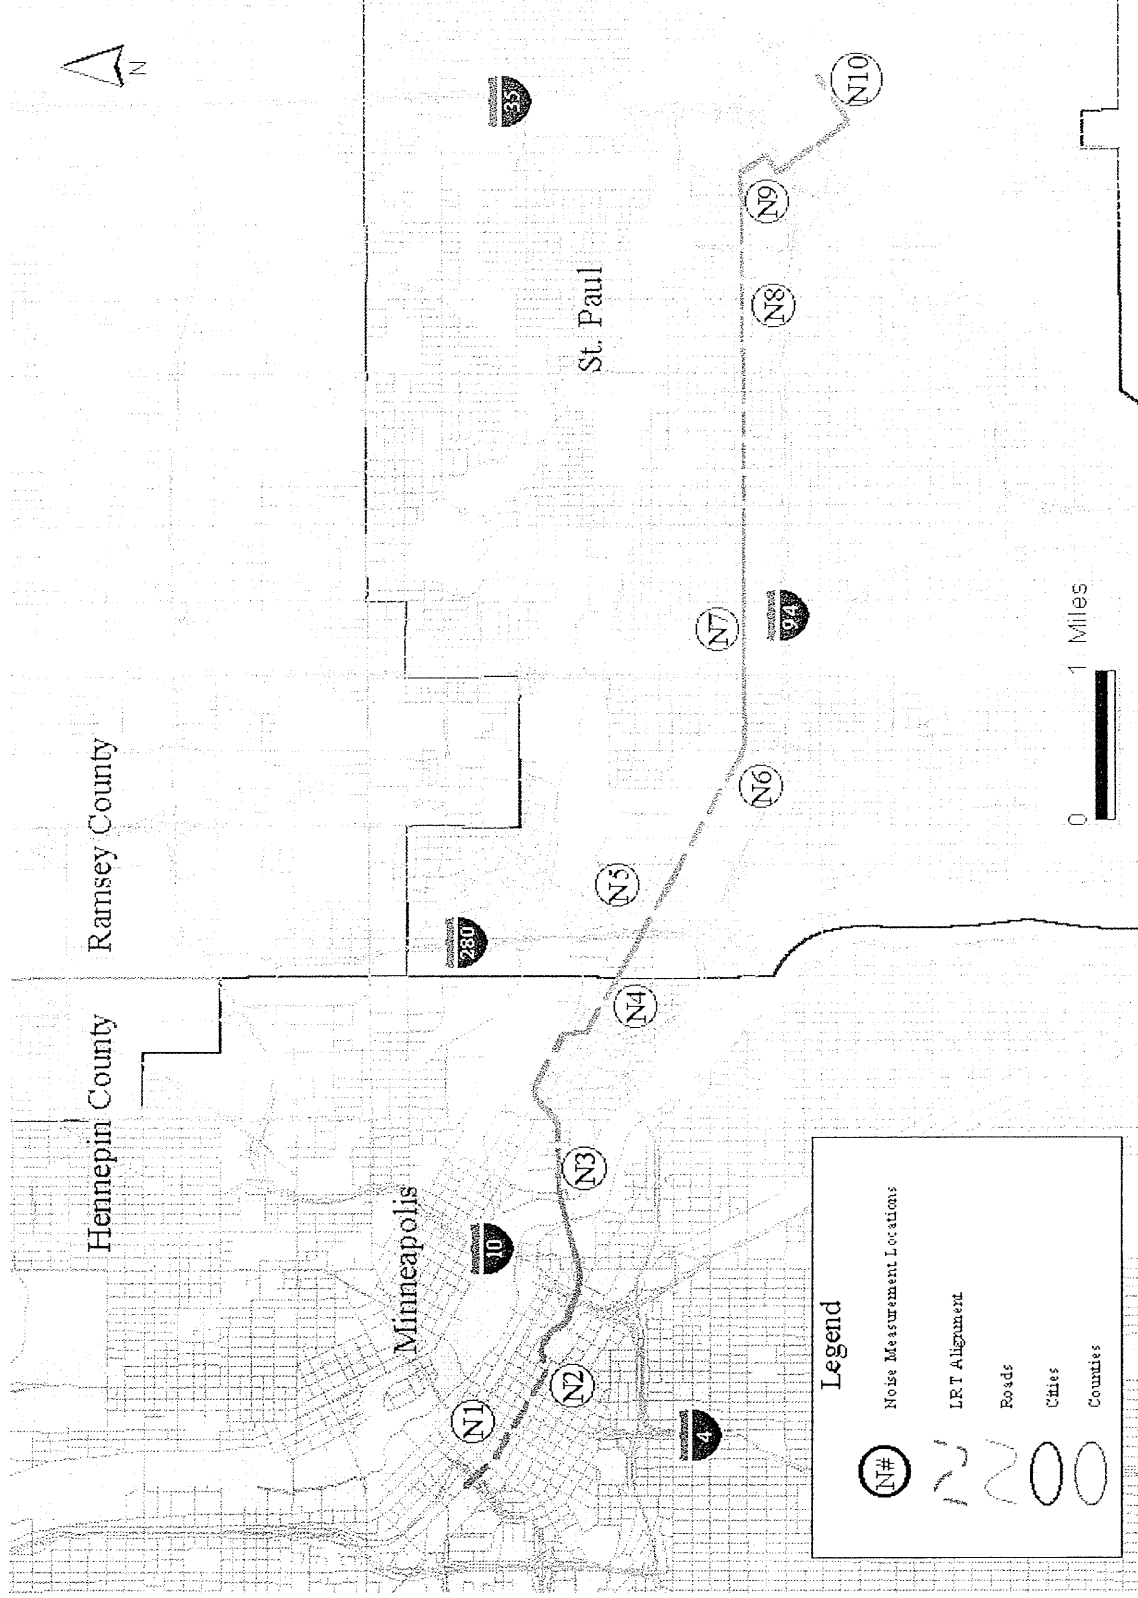 Hennepin County
Ramsey County
N
35
280
Minneapolis
10
St. Paul
N1
N2
N3
N4
N5
N6
N7
N8
N9
N10
94
4
Legend
N#
Noise Measurement Locations
LRT Alignment
Roads
Cities
Counties
0
1 Miles